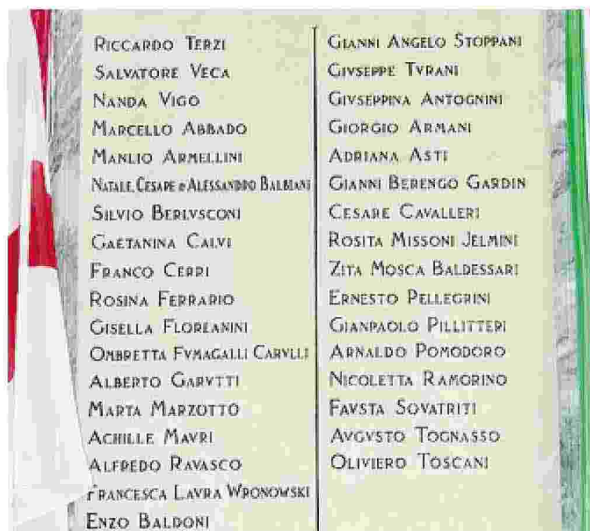 RICCARDO TERZI
SALVATORE VECA
NANDA VIGO
MARCELLO ABBADO
MANLIO ARMELLINI
NATALE, CESARE E ALESSANDRO BALBIANI
SILVIO BERLVSCONI
GAETANINA CALVI
FRANCO CERRI
ROSINA FERRARIO
GISELLA FLOREANINI
OMBRETTA FVMAGALLI CARVLLI
ALBERTO GARVTTI
MARTA MARZOTTO
ACHILLE MAVRI
ALFREDO RAVASCO
FRANCESCA LAVRA WRONOWSKI
ENZO BALDONI
GIANNI ANGELO STOPPANI
GIVSEPPE TVRANI
GIVSEPPINA ANTOGNINI
GIORGIO ARMANI
ADRIANA ASTI
GIANNI BERENGO GARDIN
CESARE CAVALLERI
ROSITA MISSONI JELMINI
ZITA MOSCA BALDESSARI
ERNESTO PELLEGRINI
GIANPAOLO PILLITTERI
ARNALDO POMODORO
NICOLETTA RAMORINO
FAVSTA SQVATRITI
AVGVSTO TOGNASSO
OLIVIERO TOSCANI